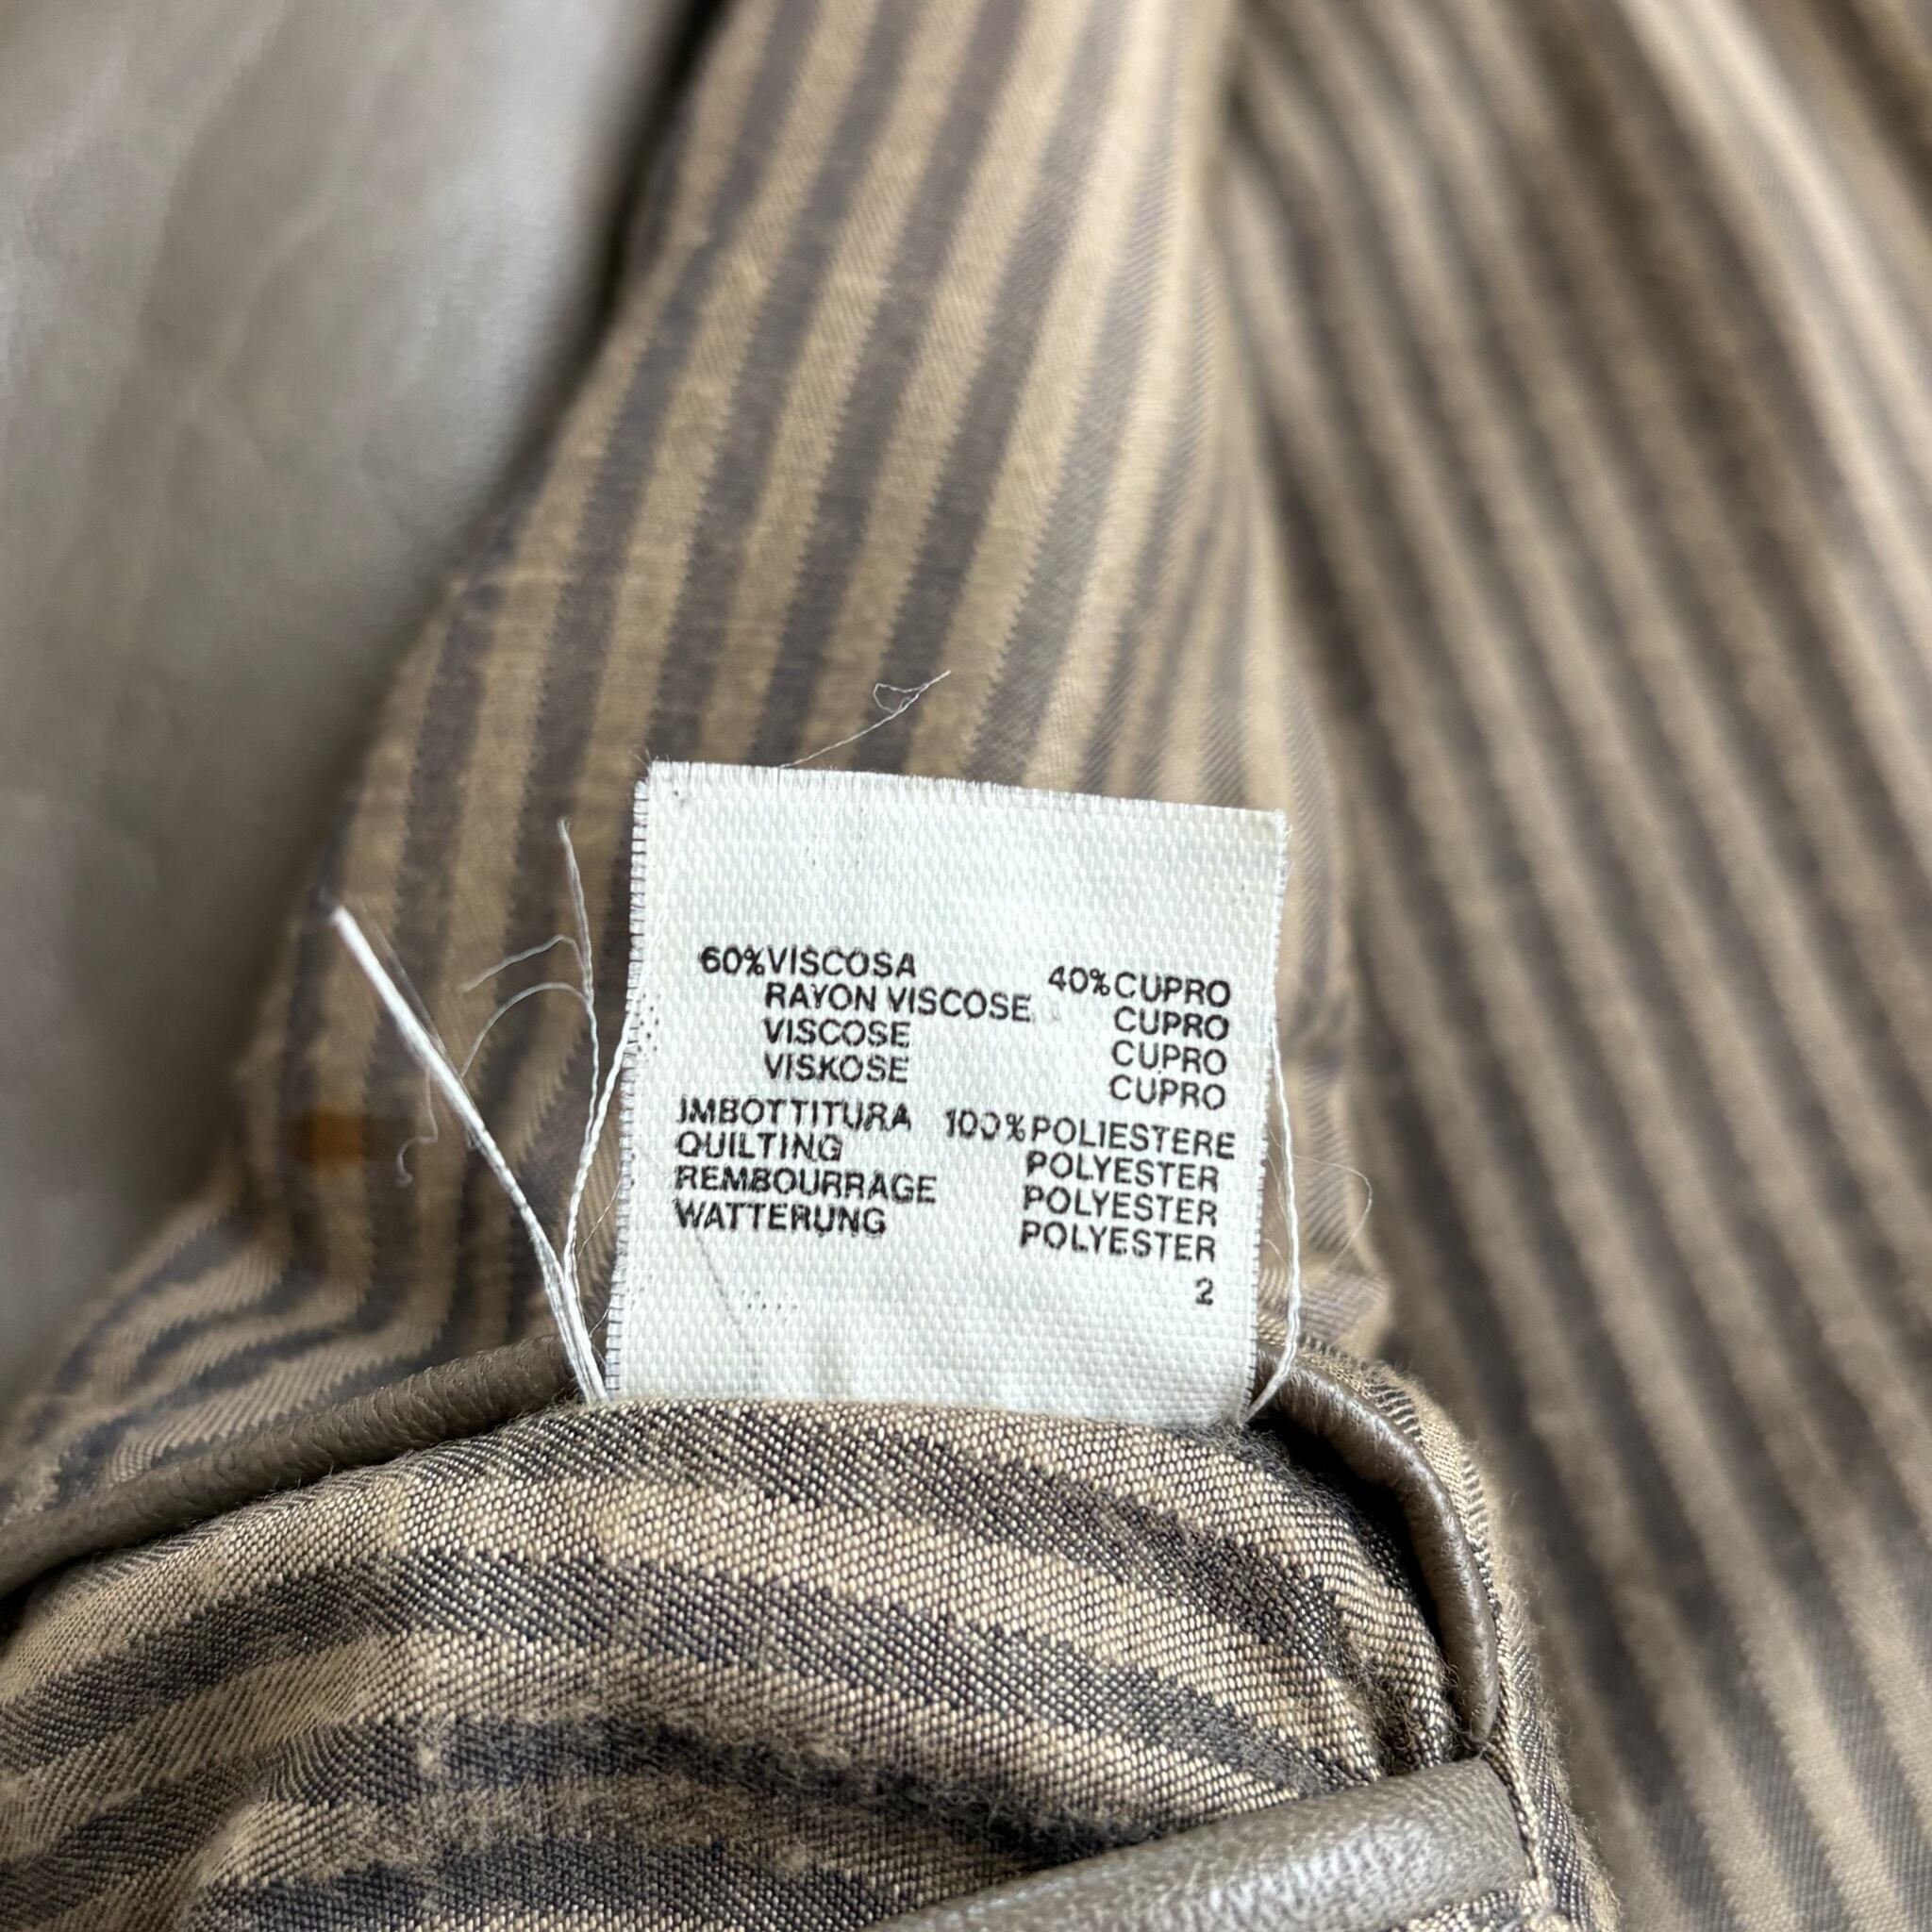 60%VISCOSA 40%CUPRO
RAYON VISCOSE CUPRO
VISCOSE CUPRO
VISKOSE CUPRO
IMBOTTITURA 100%POLIESTERE
QUILTING POLYESTER
REMBOURRAGE POLYESTER
WATTERUNG POLYESTER
2